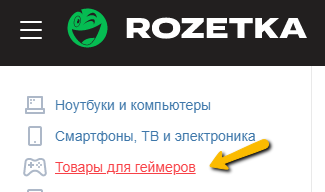 ROZETKA
Ноутбуки и компьютеры
Смартфоны, ТВ и электроника
Товары для геймеров